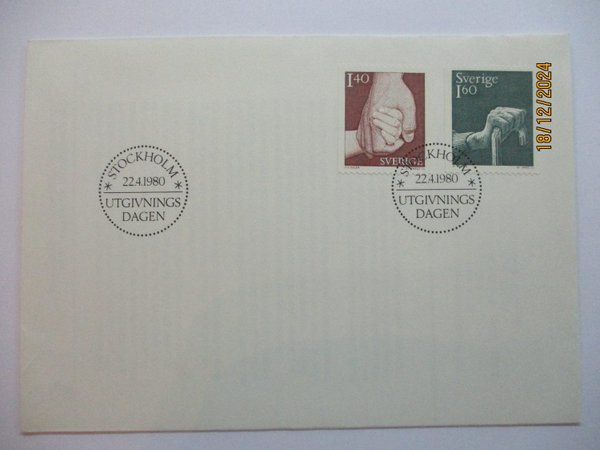 1.40
SVERIGE
Sverige
1.60
STOCKHOLM
22.4.1980
UTGIVNINGS
DAGEN
STOCKHOLM
22.4.1980
UTGIVNINGS
DAGEN
18/12/2024